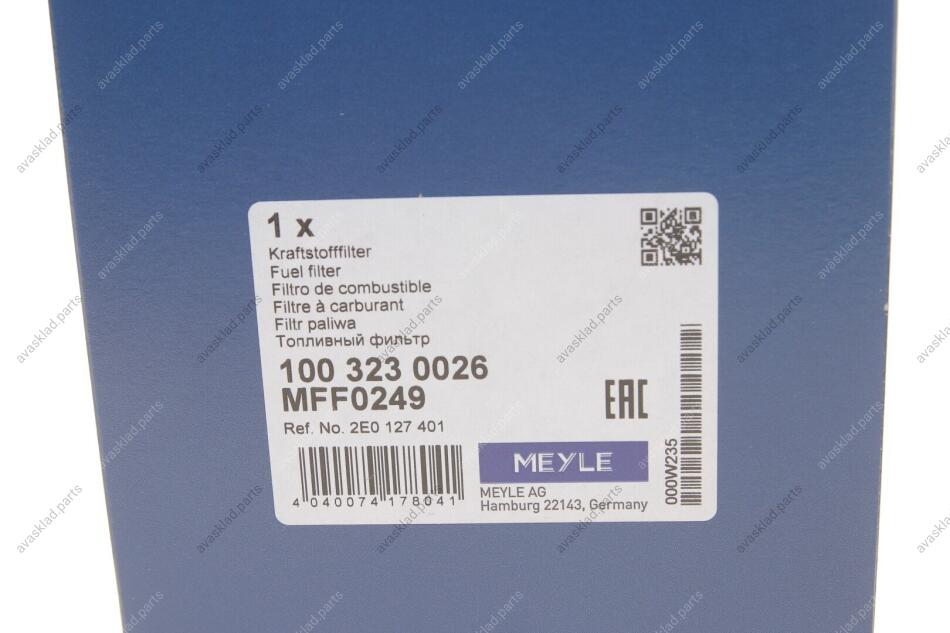 1 x
Kraftstofffilter
Fuel filter
Filtro de combustible
Filtre à carburant
Filtr paliwa
Топливный фильтр
100 323 0026
MFF0249
Ref. No. 2E0 127 401
EAC
4 040074 178041
MEYLE
MEYLE AG
Hamburg 22143, Germany
000W235
avasklad.parts